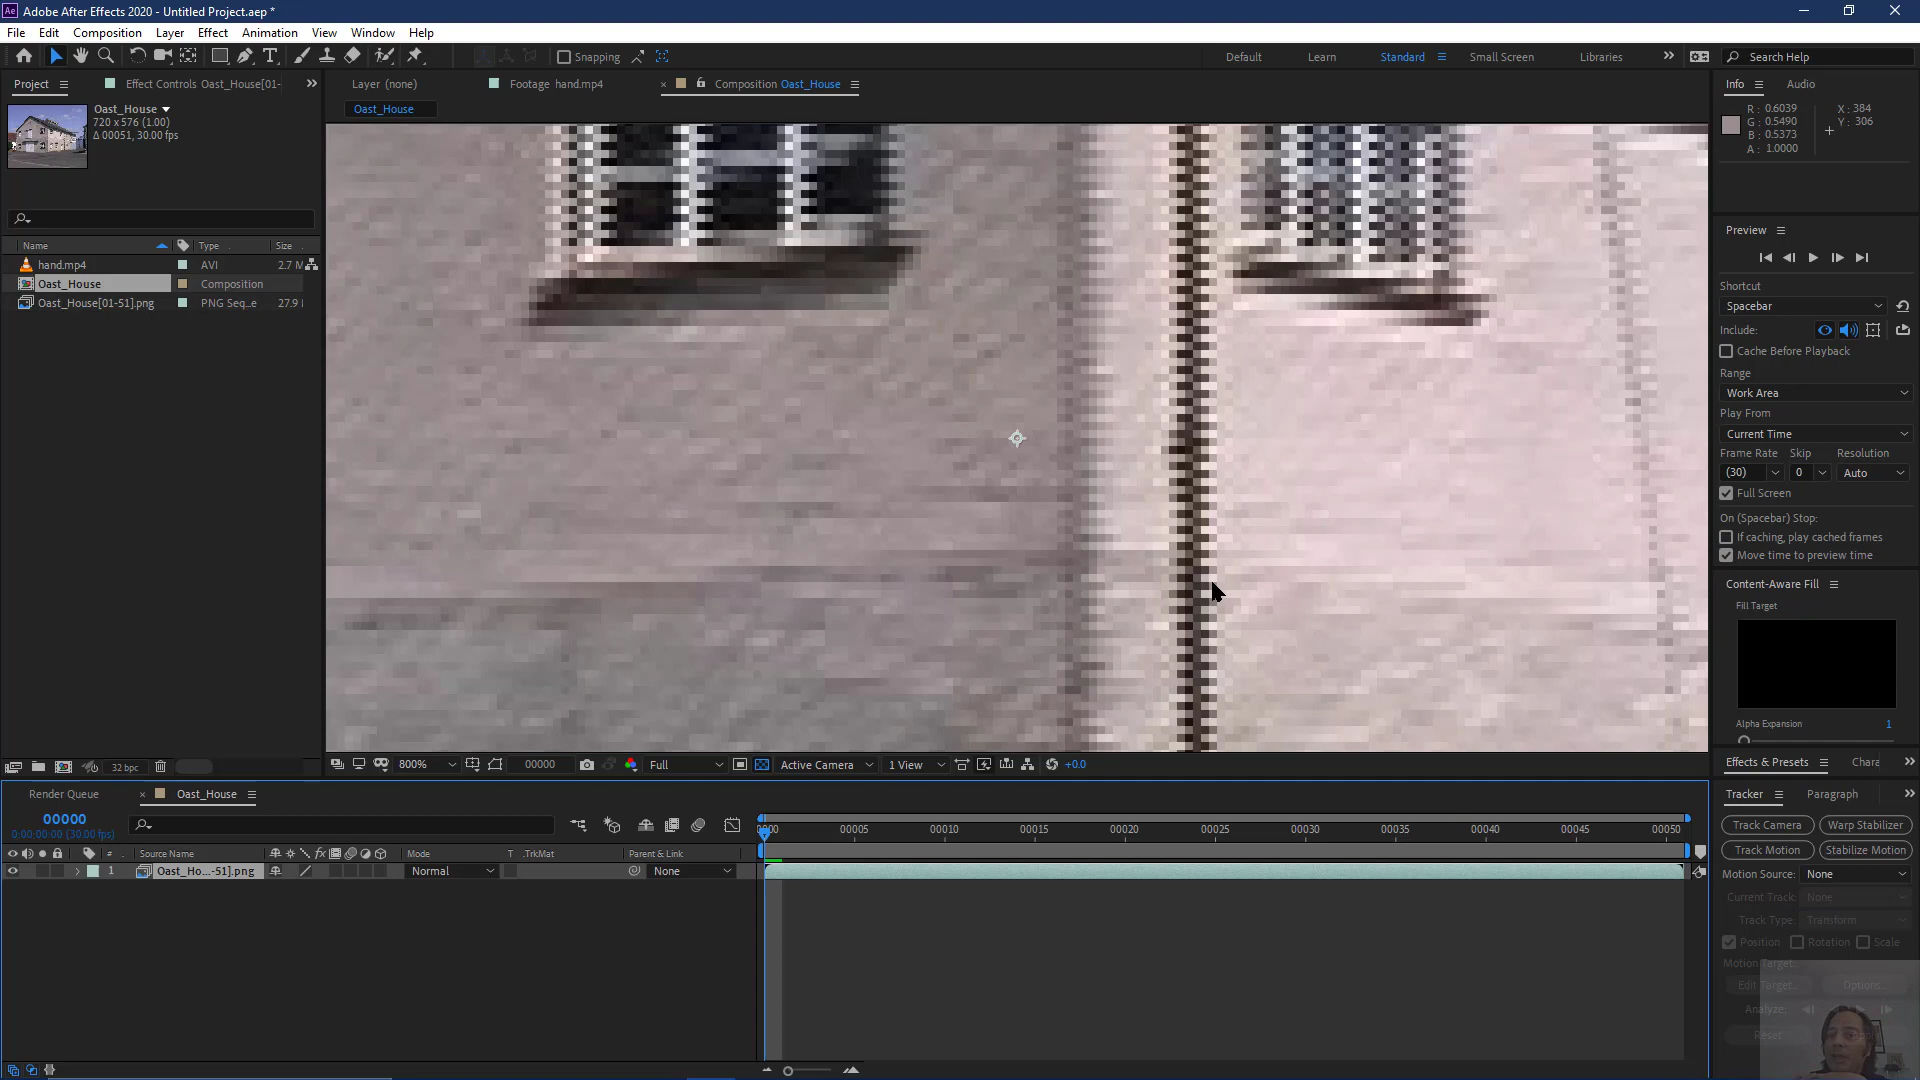 Ae Adobe After Effects 2020 - Untitled Project.aep *
File Edit Composition Layer Effect Animation View Window Help
Snapping Default Learn Standard Small Screen Libraries Search Help
Project Effect Controls Oast_House[01-
Layer (none) Footage hand.mp4 Composition Oast_House
Info Audio
Oast_House
Oast_House
720 x 576 (1.00)
Δ 00051, 30.00 fps
R : 0.6039
G : 0.5490
B : 0.5373
A : 1.0000
X : 384
Y : 306
Name Type Size
hand.mp4 AVI 2.7 M
Oast_House Composition
Oast_House[01-51].png PNG Seq...e 27.9 I
Preview
Shortcut
Spacebar
Include:
Cache Before Playback
Range
Work Area
Play From
Current Time
Frame Rate Skip Resolution
(30) 0 Auto
Full Screen
On (Spacebar) Stop:
If caching, play cached frames
Move time to preview time
Content-Aware Fill
Fill Target
Alpha Expansion 1
32 bpc
800% 00000 Full Active Camera 1 View +0.0
Effects & Presets Chara
Render Queue Oast_House
Tracker Paragraph
00000
0:00:00:00 (30.00 fps)
0000 00005 00010 00015 00020 00025 00030 00035 00040 00045 00050
Track Camera Warp Stabilizer
Track Motion Stabilize Motion
# Source Name fx Mode T .TrkMat Parent & Link
1 Oast_Ho...-51].png Normal None
Motion Source: None
Current Track: None
Track Type: Transform
Position Rotation Scale
Motion Target:
Edit Target... Options...
Analyze:
Reset